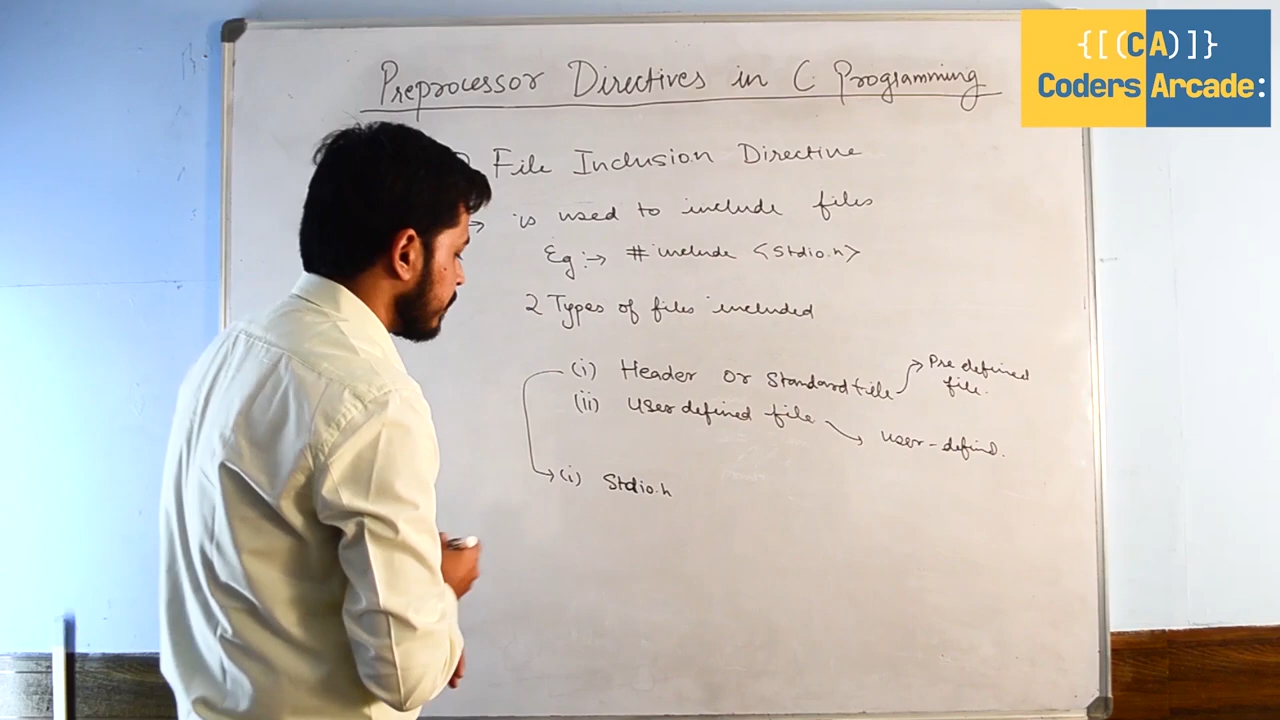 {[(CA)]}
Coders Arcade:
Preprocessor Directives in C Programming
File Inclusion Directive
→ is used to include files
Eg:→ #include <Stdio.h>
2 Types of files included
(i) Header or Standard file → Pre defined file.
(ii) User defined file → user-defind.
→ (i) Stdio.h